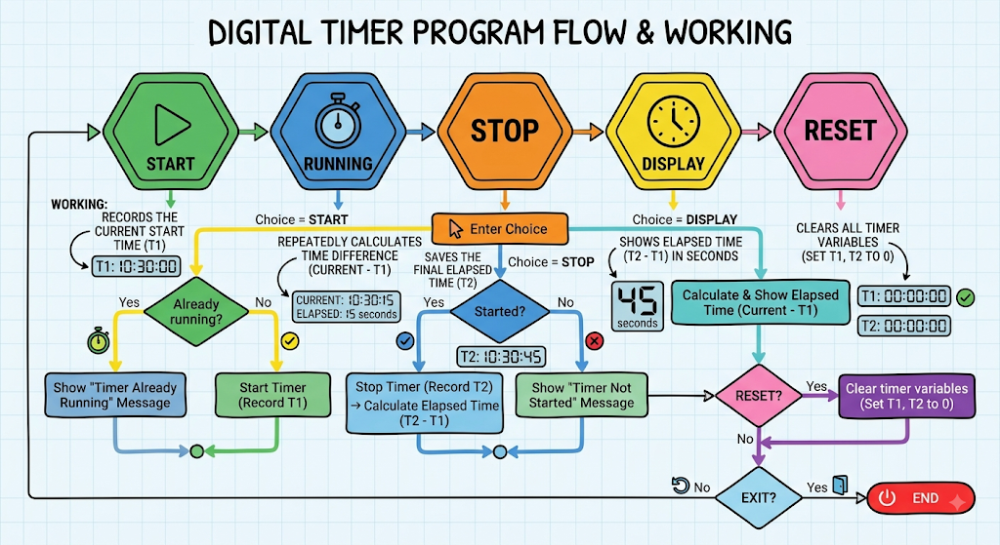 DIGITAL TIMER PROGRAM FLOW & WORKING
START
RUNNING
STOP
DISPLAY
RESET
WORKING:
RECORDS THE
CURRENT START
TIME (T1)
T1: 10:30:00
Choice = START
Enter Choice
Choice = DISPLAY
REPEATEDLY CALCULATES
TIME DIFFERENCE
(CURRENT - T1)
CURRENT: 10:30:15
ELAPSED: 15 seconds
SAVES THE
FINAL ELAPSED
TIME (T2)
Choice = STOP
SHOWS ELAPSED TIME
(T2 - T1) IN SECONDS
45
seconds
CLEARS ALL TIMER
VARIABLES
(SET T1, T2 TO 0)
T1: 00:00:00
T2: 00:00:00
Yes
Already
running?
No
Yes
Started?
No
T2: 10:30:45
Calculate & Show Elapsed
Time (Current - T1)
Show "Timer Already
Running" Message
Start Timer
(Record T1)
Stop Timer (Record T2)
→ Calculate Elapsed Time
(T2 - T1)
Show "Timer Not
Started" Message
RESET?
Yes
Clear timer variables
(Set T1, T2 to 0)
No
No
EXIT?
Yes
END